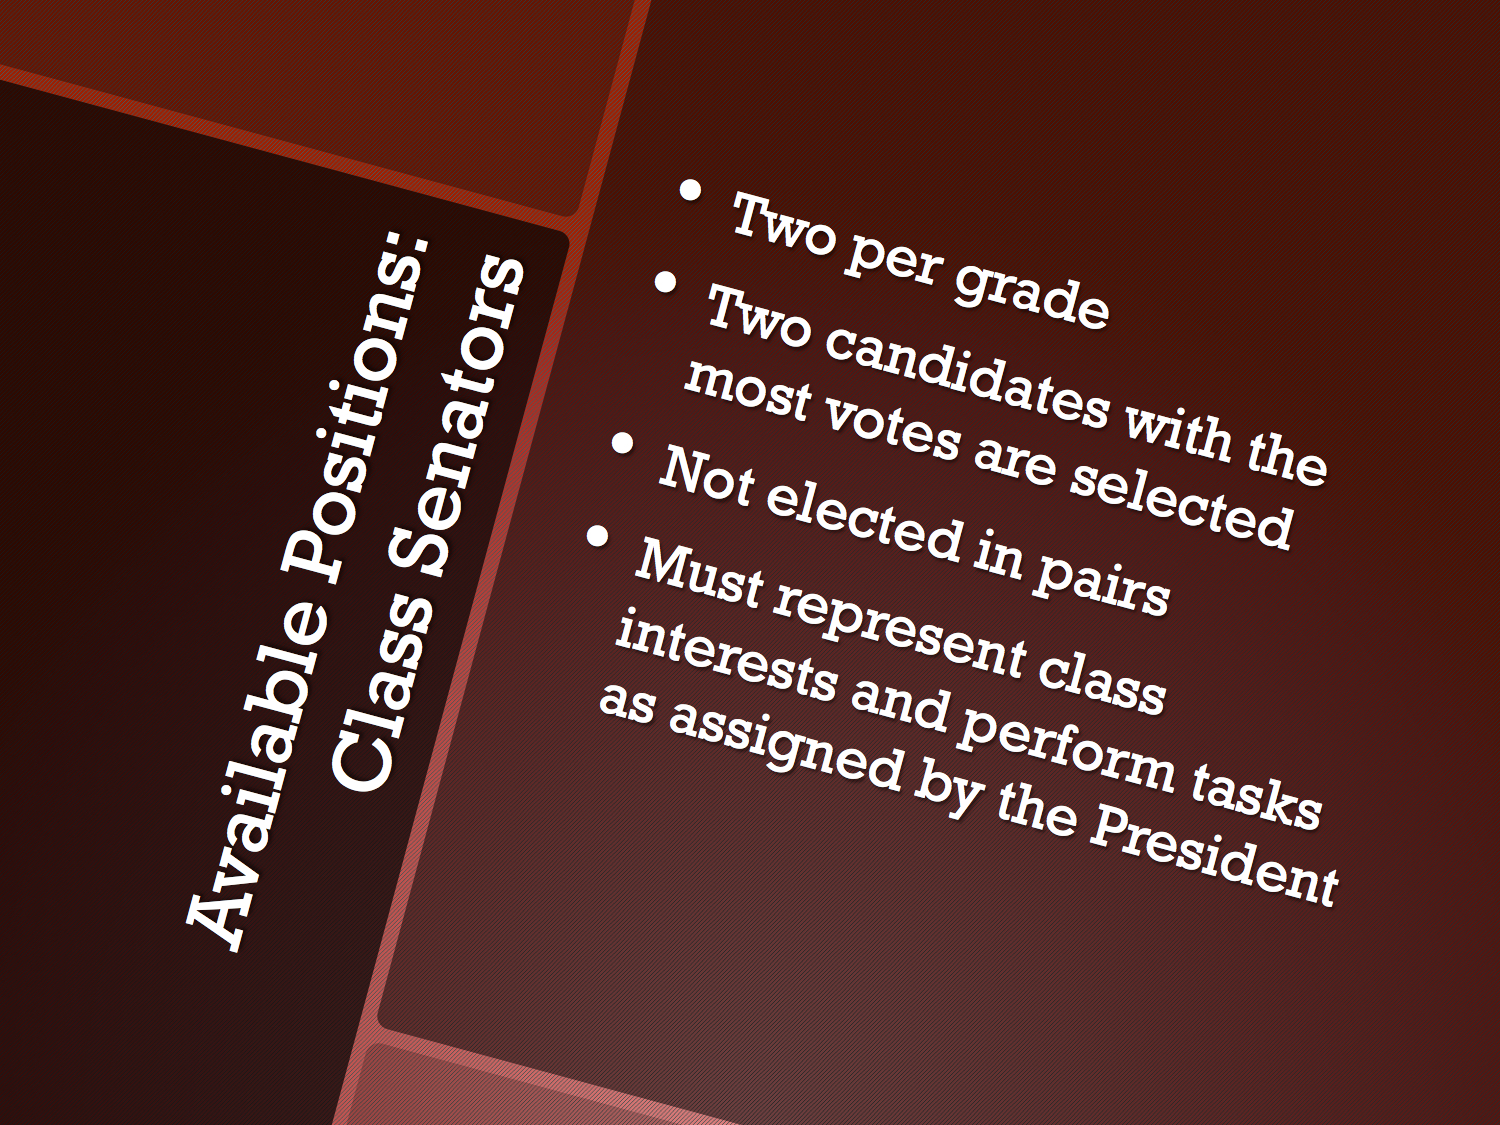 Available Positions:
Class Senators
• Two per grade
• Two candidates with the
most votes are selected
• Not elected in pairs
• Must represent class
interests and perform tasks
as assigned by the President